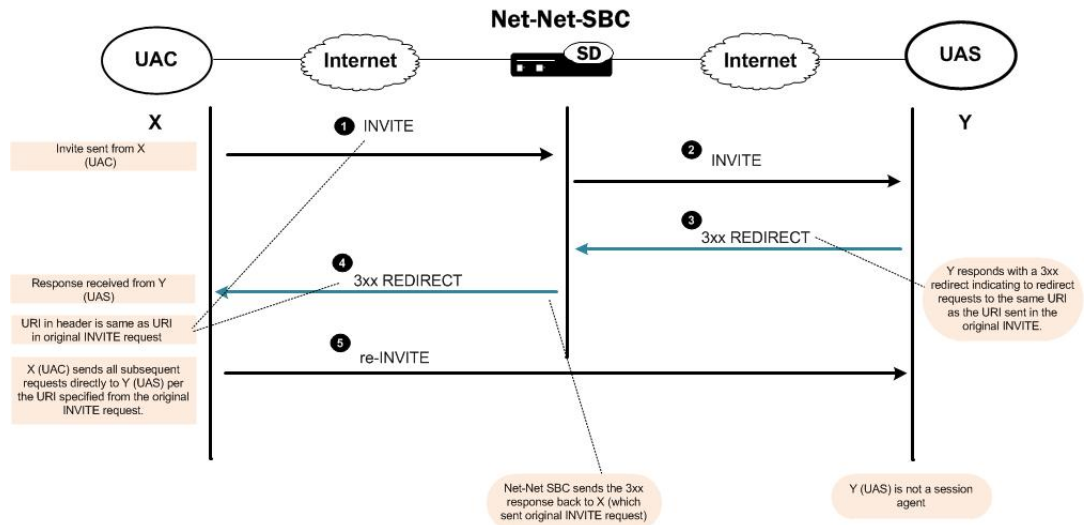 Net-Net-SBC
UAC
Internet
SD
Internet
UAS
X
Y
1 INVITE
Invite sent from X
(UAC)
2 INVITE
3 3xx REDIRECT
4 3xx REDIRECT
Response received from Y
(UAS)
Y responds with a 3xx
redirect indicating to redirect
requests to the same URI
as the URI sent in the
original INVITE.
URI in header is same as URI
in original INVITE request
5 re-INVITE
X (UAC) sends all subsequent
requests directly to Y (UAS) per
the URI specified from the original
INVITE request.
Net-Net SBC sends the 3xx
response back to X (which
sent original INVITE request)
Y (UAS) is not a session
agent